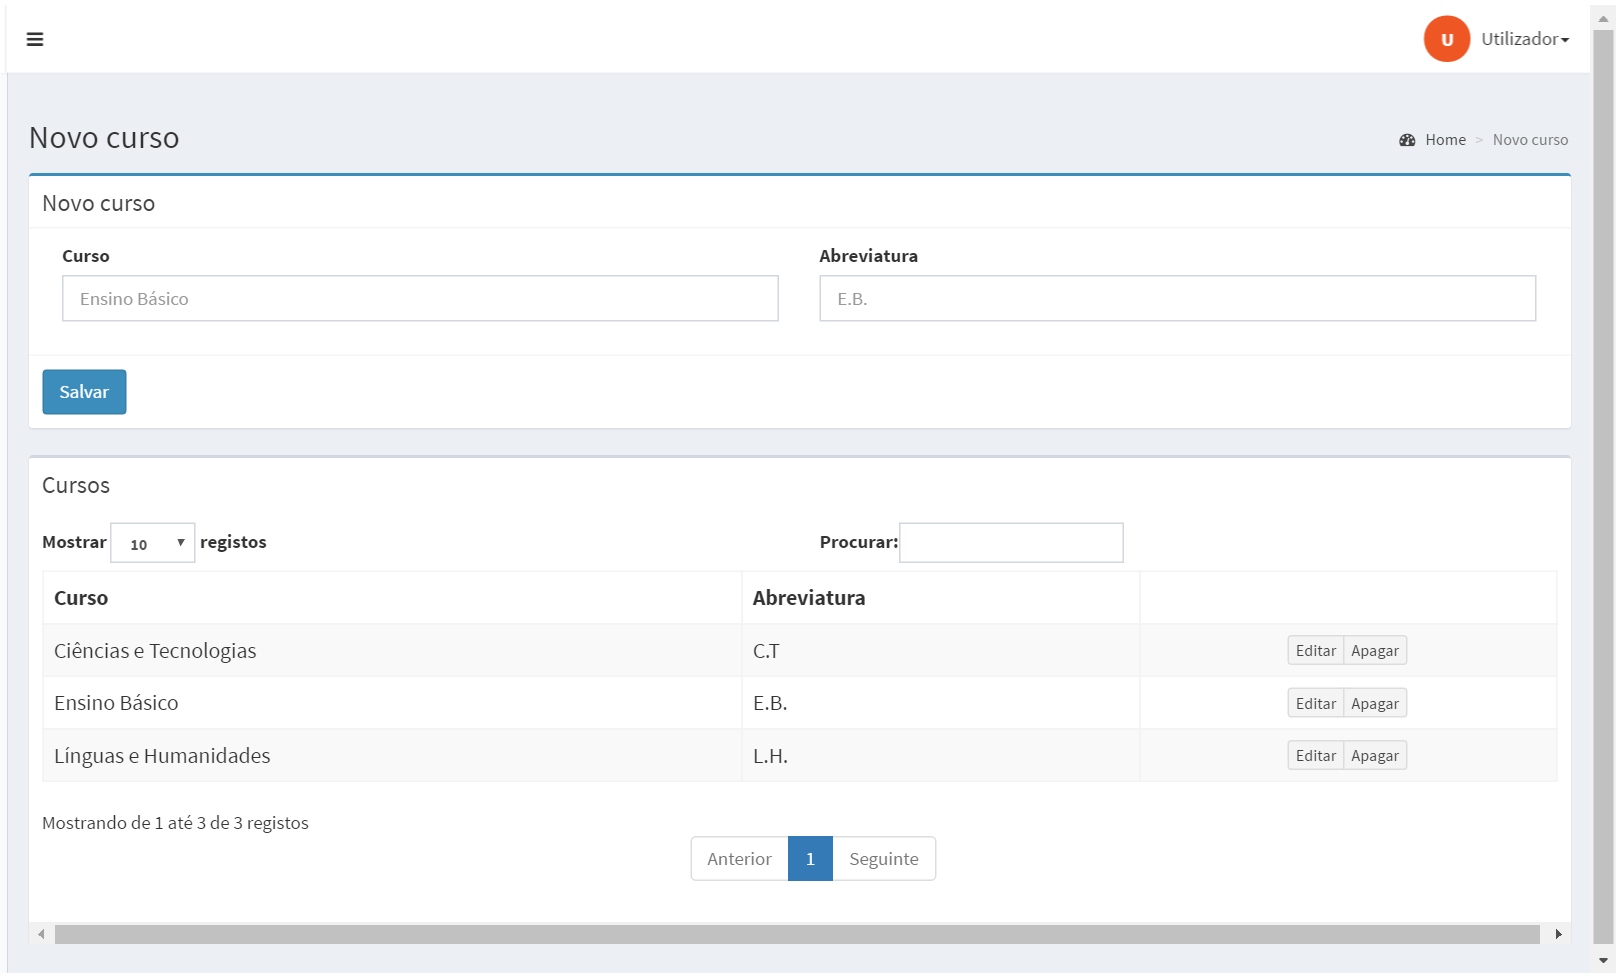 U Utilizador
Novo curso
Home > Novo curso
Novo curso
Curso Abreviatura
Ensino Básico E.B.
Salvar
Cursos
Mostrar 10 registos Procurar:
Curso Abreviatura
Ciências e Tecnologias C.T Editar Apagar
Ensino Básico E.B. Editar Apagar
Línguas e Humanidades L.H. Editar Apagar
Mostrando de 1 até 3 de 3 registos
Anterior 1 Seguinte